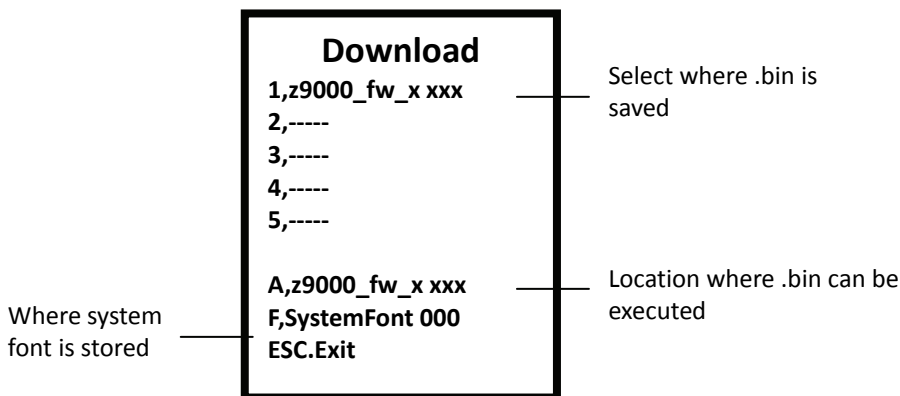 Download
1,z9000_fw_x xxx
2,-----
3,-----
4,-----
5,-----
A,z9000_fw_x xxx
F,SystemFont 000
ESC.Exit
Select where .bin is
saved
Location where .bin can be
executed
Where system
font is stored